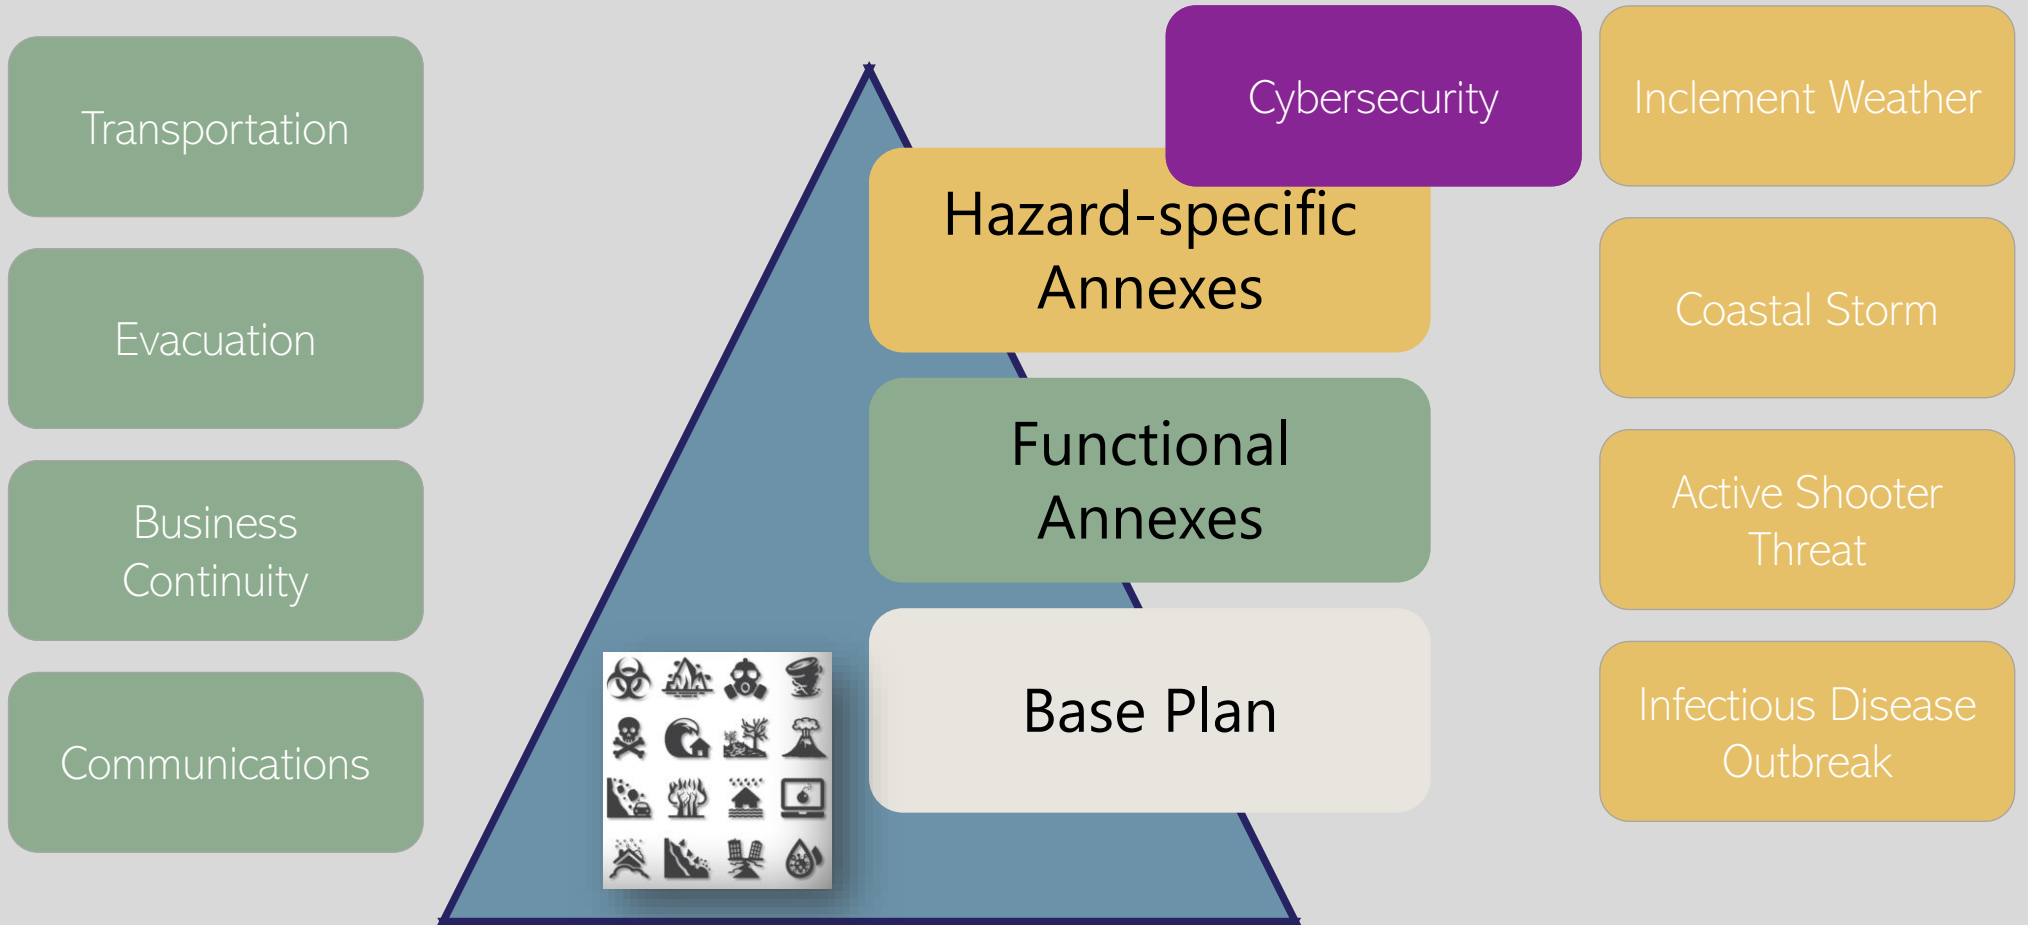 Transportation
Evacuation
Business
Continuity
Communications
Hazard-specific
Annexes
Functional
Annexes
Base Plan
Cybersecurity
Inclement Weather
Coastal Storm
Active Shooter
Threat
Infectious Disease
Outbreak